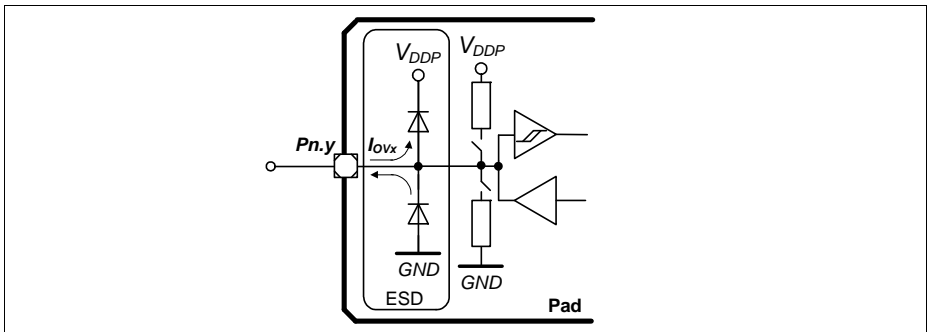 VDDP
VDDP
Pn.y
IOVx
GND
GND
ESD
Pad